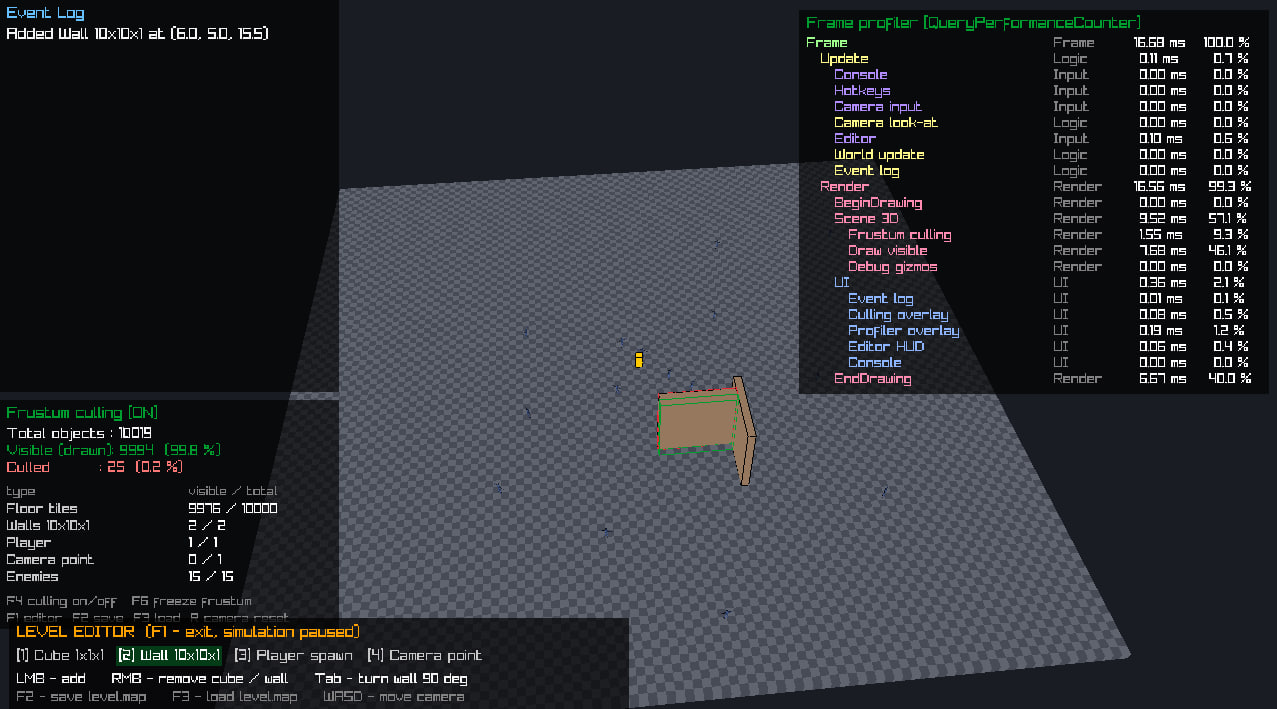 Event Log
Added Wall 10x10x1 at (6.0, 5.0, 15.5)
Frame profiler [QueryPerformanceCounter]
Frame Frame 16.68 ms 100.0 %
Update Logic 0.11 ms 0.7 %
Console Input 0.00 ms 0.0 %
Hotkeys Input 0.00 ms 0.0 %
Camera input Input 0.00 ms 0.0 %
Camera look-at Logic 0.00 ms 0.0 %
Editor Input 0.10 ms 0.6 %
World update Logic 0.00 ms 0.0 %
Event log Logic 0.00 ms 0.0 %
Render Render 16.56 ms 99.3 %
BeginDrawing Render 0.00 ms 0.0 %
Scene 3D Render 9.52 ms 57.1 %
Frustum culling Render 1.55 ms 9.3 %
Draw visible Render 7.68 ms 46.1 %
Debug gizmos Render 0.00 ms 0.0 %
UI UI 0.36 ms 2.1 %
Event log UI 0.01 ms 0.1 %
Culling overlay UI 0.08 ms 0.5 %
Profiler overlay UI 0.19 ms 1.2 %
Editor HUD UI 0.06 ms 0.4 %
Console UI 0.00 ms 0.0 %
EndDrawing Render 6.67 ms 40.0 %
Frustum culling [ON]
Total objects : 10019
Visible (drawn): 9994 (99.8 %)
Culled : 25 (0.2 %)
type visible / total
Floor tiles 9976 / 10000
Walls 10x10x1 2 / 2
Player 1 / 1
Camera point 0 / 1
Enemies 15 / 15
F4 culling on/off F6 freeze frustum
F1 editor F2 save F3 load R camera reset
LEVEL EDITOR (F1 - exit, simulation paused)
[1] Cube 1x1x1 [2] Wall 10x10x1 [3] Player spawn [4] Camera point
LMB - add RMB - remove cube / wall Tab - turn wall 90 deg
F2 - save level.map F3 - load level.map WASD - move camera